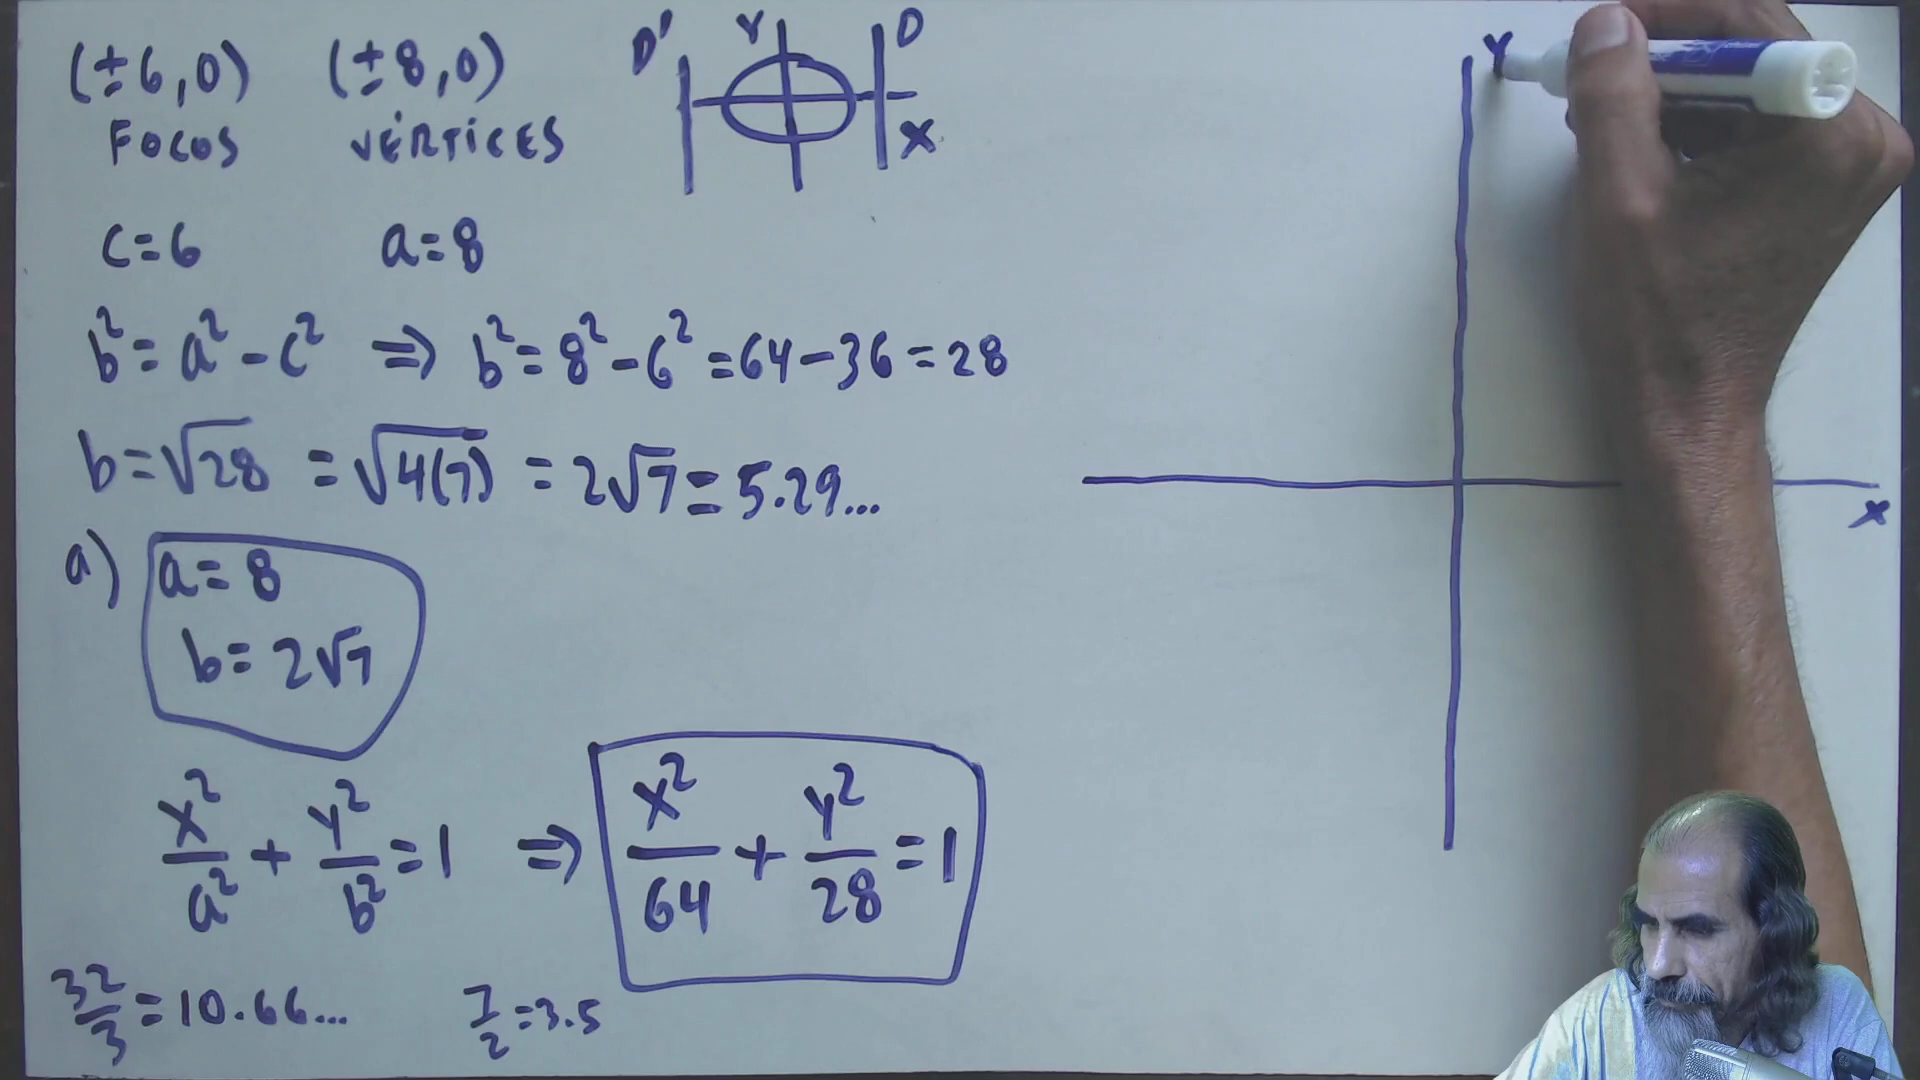 (±6,0) (±8,0)
FOCOS VÉRTICES
D' Y D
X
c=6 a=8
b²=a²-c² ⇒ b²=8²-6²=64-36=28
b=√28 =√4(7) = 2√7=5.29...
a) a=8
b=2√7
x²/a² + y²/b² =1 ⇒ x²/64 + y²/28 =1
32/3 =10.66... 7/2 =3.5
Y
X